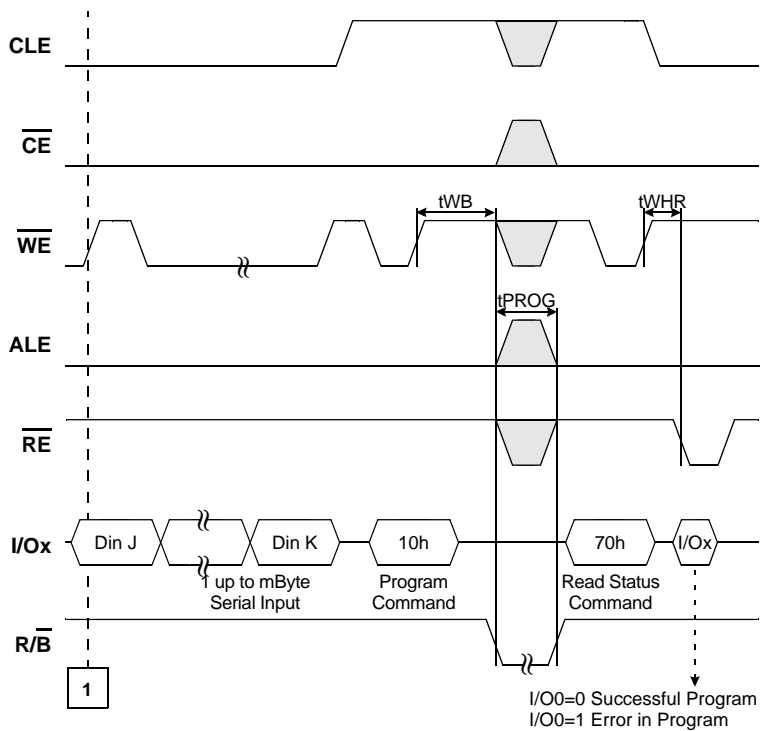 CLE
CE
tWB
tWHR
WE
tPROG
ALE
RE
I/Ox
Din J
Din K
10h
70h
I/Ox
1 up to mByte
Serial Input
Program
Command
Read Status
Command
R/B
1
I/O0=0 Successful Program
I/O0=1 Error in Program